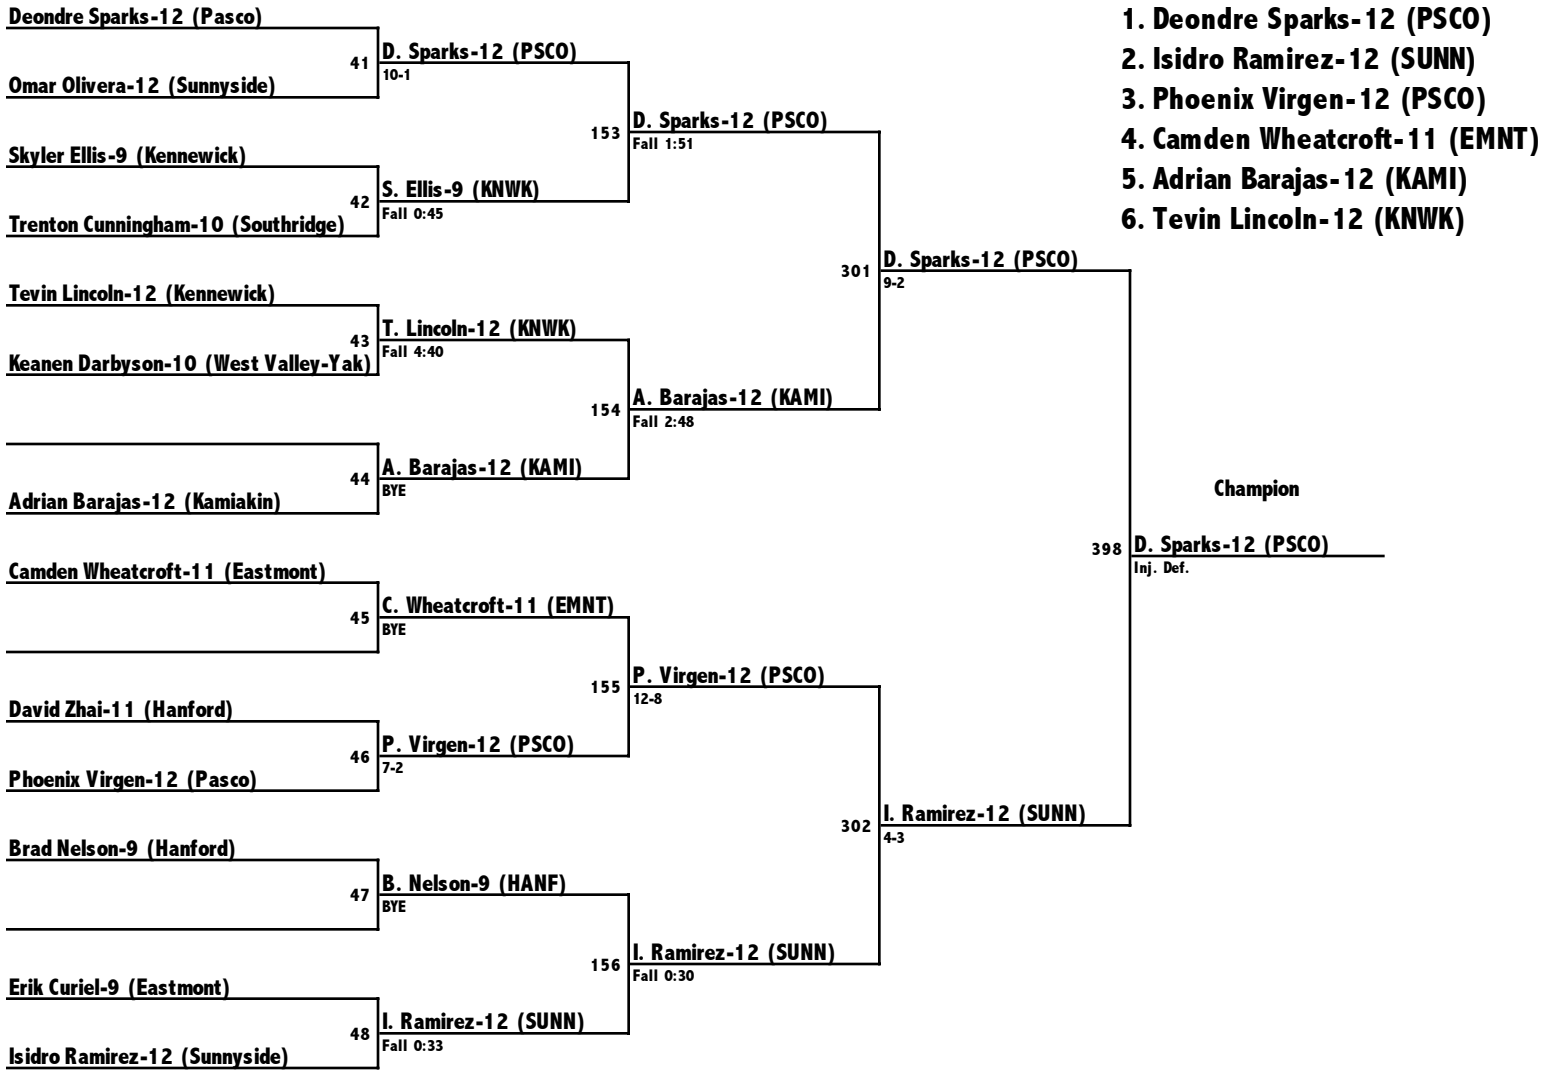 Deondre Sparks-12 (Pasco)
41
D. Sparks-12 (PSCO)
10-1
Omar Olivera-12 (Sunnyside)
153
D. Sparks-12 (PSCO)
Fall 1:51
Skyler Ellis-9 (Kennewick)
42
S. Ellis-9 (KNWK)
Fall 0:45
Trenton Cunningham-10 (Southridge)
301
D. Sparks-12 (PSCO)
9-2
Tevin Lincoln-12 (Kennewick)
43
T. Lincoln-12 (KNWK)
Fall 4:40
Keanen Darbyson-10 (West Valley-Yak)
154
A. Barajas-12 (KAMI)
Fall 2:48
44
A. Barajas-12 (KAMI)
BYE
Adrian Barajas-12 (Kamiakin)
Champion
398
D. Sparks-12 (PSCO)
Inj. Def.
Camden Wheatcroft-11 (Eastmont)
45
C. Wheatcroft-11 (EMNT)
BYE
155
P. Virgen-12 (PSCO)
12-8
David Zhai-11 (Hanford)
46
P. Virgen-12 (PSCO)
7-2
Phoenix Virgen-12 (Pasco)
302
I. Ramirez-12 (SUNN)
4-3
Brad Nelson-9 (Hanford)
47
B. Nelson-9 (HANF)
BYE
156
I. Ramirez-12 (SUNN)
Fall 0:30
Erik Curiel-9 (Eastmont)
48
I. Ramirez-12 (SUNN)
Fall 0:33
Isidro Ramirez-12 (Sunnyside)
1. Deondre Sparks-12 (PSCO)
2. Isidro Ramirez-12 (SUNN)
3. Phoenix Virgen-12 (PSCO)
4. Camden Wheatcroft-11 (EMNT)
5. Adrian Barajas-12 (KAMI)
6. Tevin Lincoln-12 (KNWK)